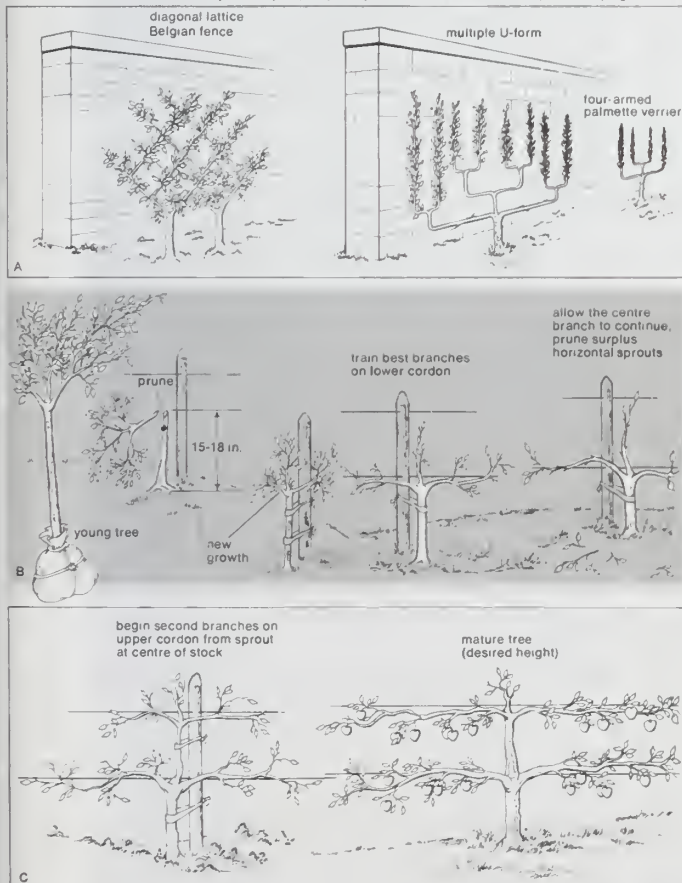 diagonal lattice
Belgian fence
multiple U-form
four-armed
palmette verrier
A
young tree
prune
15-18 in.
new
growth
train best branches
on lower cordon
allow the centre
branch to continue,
prune surplus
horizontal sprouts
B
begin second branches on
upper cordon from sprout
at centre of stock
mature tree
(desired height)
C